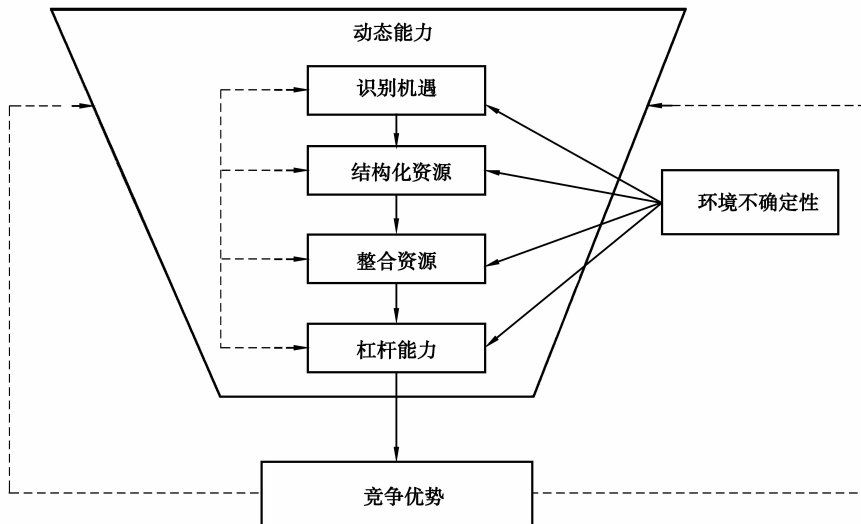 动态能力
识别机遇
结构化资源
环境不确定性
整合资源
杠杆能力
竞争优势